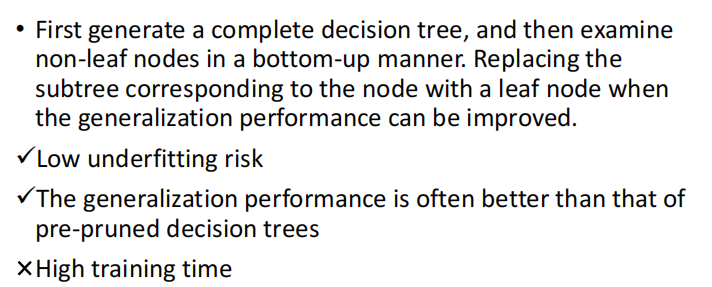 • First generate a complete decision tree, and then examine
non-leaf nodes in a bottom-up manner. Replacing the
subtree corresponding to the node with a leaf node when
the generalization performance can be improved.
✓Low underfitting risk
✓The generalization performance is often better than that of
pre-pruned decision trees
✕High training time